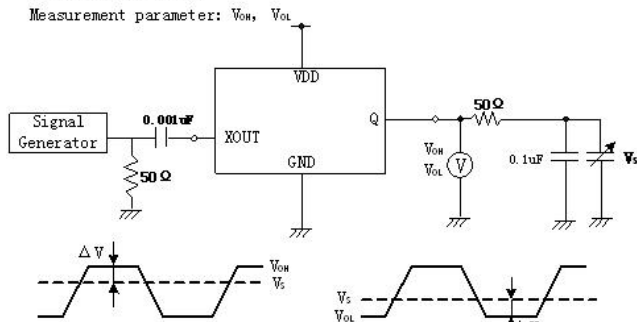 Measurement parameter: VOH, VOL
VDD
Signal
Generator
0.001uF
50Ω
XOUT
GND
Q
VOH
VOL
V
50Ω
0.1uF
VS
ΔV
VOH
VS
VS
VOL